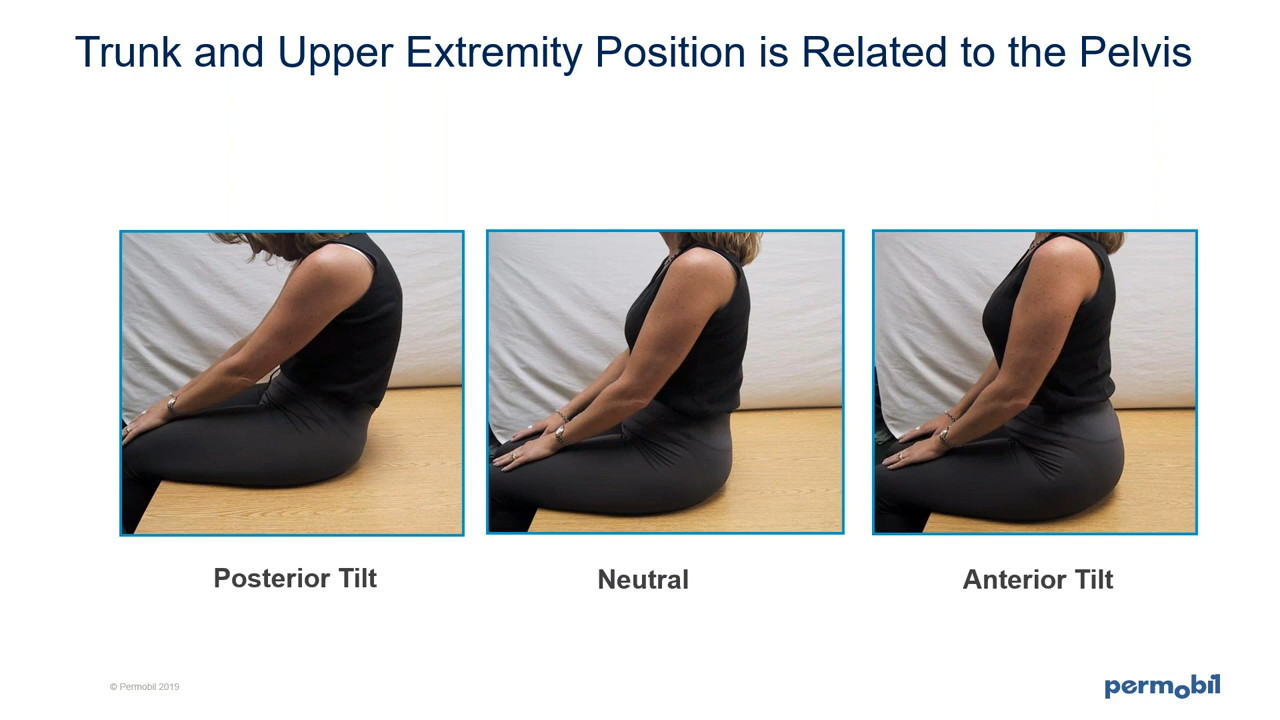 Trunk and Upper Extremity Position is Related to the Pelvis
Posterior Tilt
Neutral
Anterior Tilt
© Permobil 2019
permobil